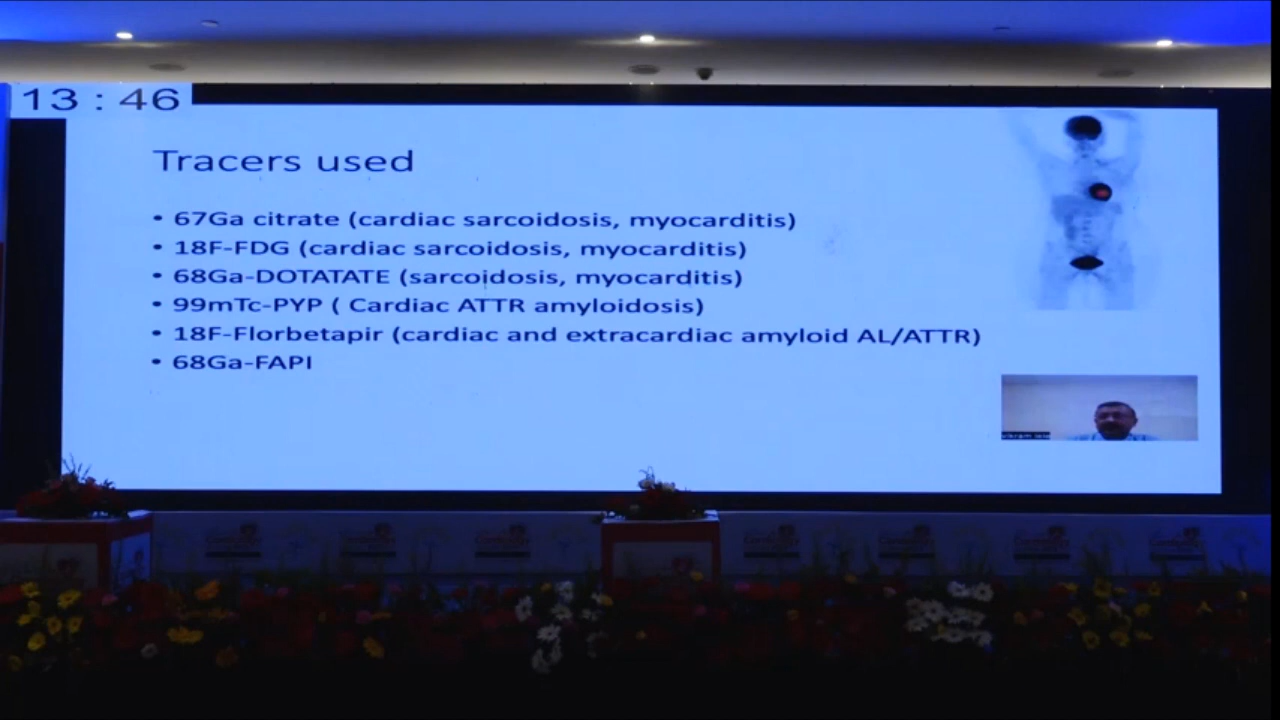 13 : 46
Tracers used
• 67Ga citrate (cardiac sarcoidosis, myocarditis)
• 18F-FDG (cardiac sarcoidosis, myocarditis)
• 68Ga-DOTATATE (sarcoidosis, myocarditis)
• 99mTc-PYP ( Cardiac ATTR amyloidosis)
• 18F-Florbetapir (cardiac and extracardiac amyloid AL/ATTR)
• 68Ga-FAPI